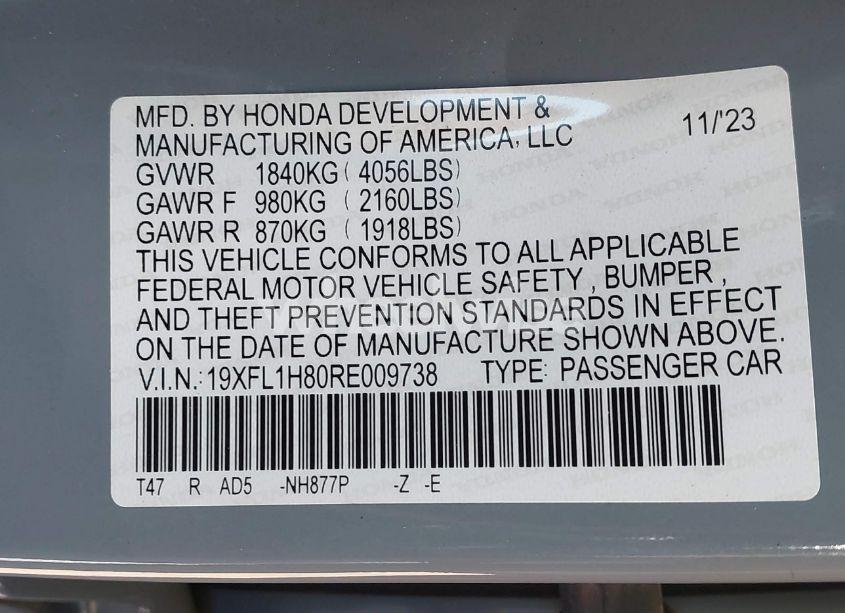 MFD. BY HONDA DEVELOPMENT &
MANUFACTURING OF AMERICA, LLC 11/'23
GVWR 1840KG ( 4056LBS)
GAWR F 980KG ( 2160LBS)
GAWR R 870KG ( 1918LBS)
THIS VEHICLE CONFORMS TO ALL APPLICABLE
FEDERAL MOTOR VEHICLE SAFETY , BUMPER ,
AND THEFT PREVENTION STANDARDS IN EFFECT
ON THE DATE OF MANUFACTURE SHOWN ABOVE.
V.I.N.: 19XFL1H80RE009738 TYPE: PASSENGER CAR
T47 R AD5 -NH877P -Z -E